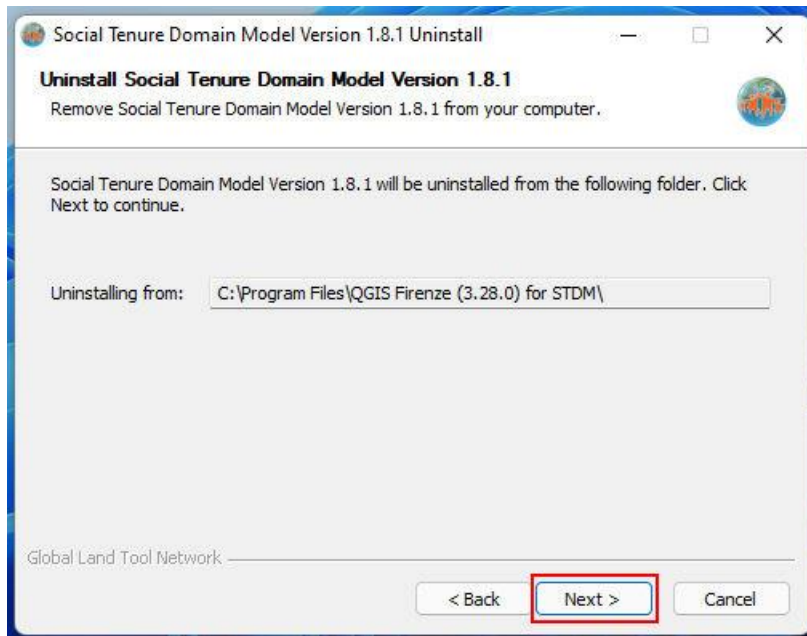 Social Tenure Domain Model Version 1.8.1 Uninstall
Uninstall Social Tenure Domain Model Version 1.8.1
Remove Social Tenure Domain Model Version 1.8.1 from your computer.
Social Tenure Domain Model Version 1.8.1 will be uninstalled from the following folder. Click
Next to continue.
Uninstalling from: C:\Program Files\QGIS Firenze (3.28.0) for STDM\
Global Land Tool Network
< Back Next > Cancel